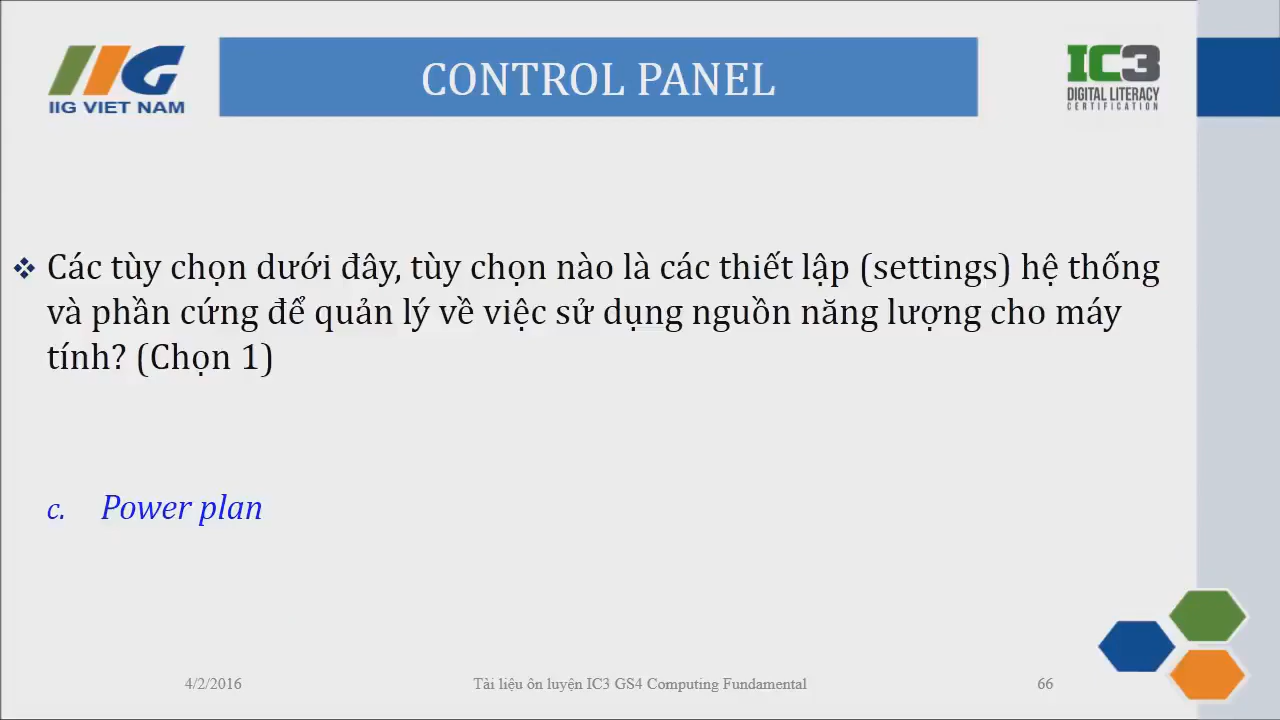 IIG VIET NAM
CONTROL PANEL
IC3
DIGITAL LITERACY
CERTIFICATION
❖ Các tùy chọn dưới đây, tùy chọn nào là các thiết lập (settings) hệ thống
và phần cứng để quản lý về việc sử dụng nguồn năng lượng cho máy
tính? (Chọn 1)
c. Power plan
4/2/2016 Tài liệu ôn luyện IC3 GS4 Computing Fundamental 66